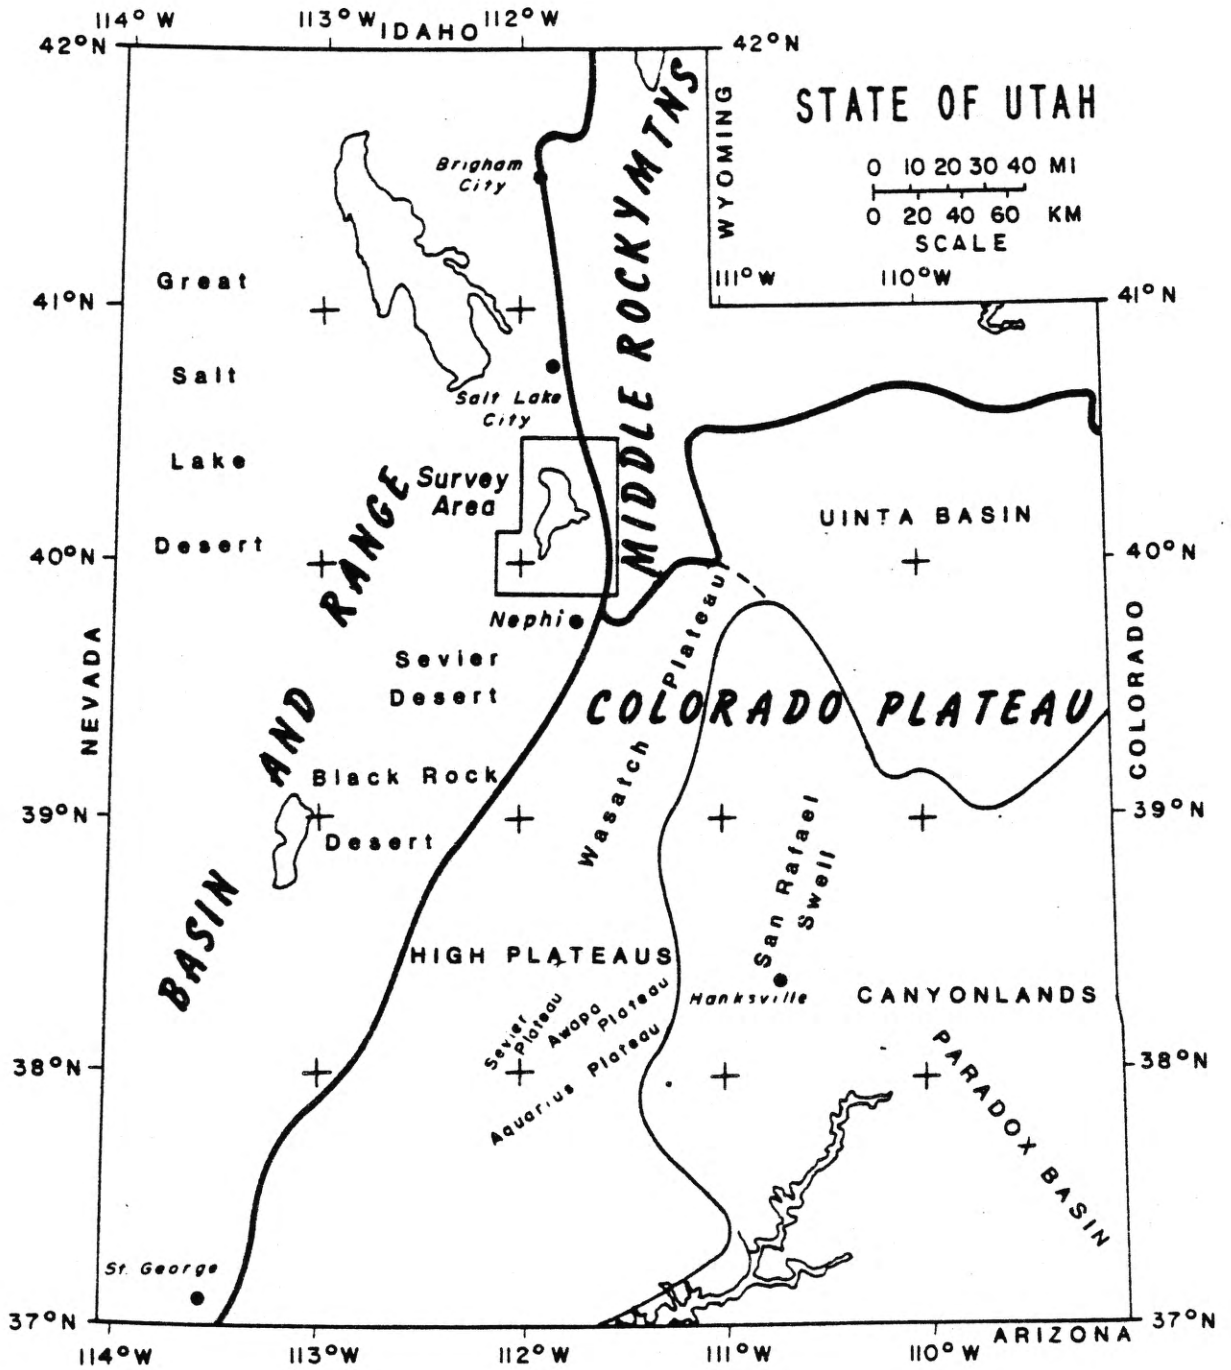 114° W 113° W 112° W
IDAHO
42° N 42° N
STATE OF UTAH
0 10 20 30 40 MI
0 20 40 60 KM
SCALE
WYOMING
MIDDLE ROCKY MTNS
Brigham
City
111° W 110° W
41° N 41° N
Great
Salt
Lake
Desert
Salt Lake
City
Survey
Area
UINTA BASIN
40° N 40° N
BASIN AND RANGE
Nephi
NEVADA
COLORADO
Sevier
Desert
Wasatch Plateau
COLORADO PLATEAU
Black Rock
Desert
39° N 39° N
San Rafael
Swell
HIGH PLATEAUS
Hanksville
CANYONLANDS
Sevier
Plateau
Awapa
Plateau
Aquarius Plateau
PARADOX BASIN
38° N 38° N
St. George
37° N 37° N
ARIZONA
114° W 113° W 112° W 111° W 110° W